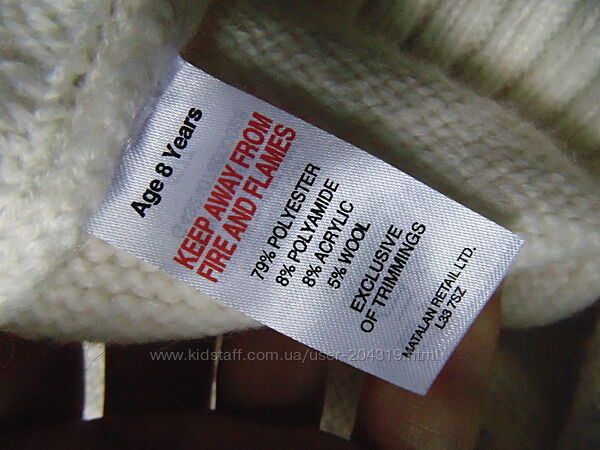 Age 8 Years
KEEP AWAY FROM
FIRE AND FLAMES
79% POLYESTER
8% POLYAMIDE
8% ACRYLIC
5% WOOL
EXCLUSIVE
OF TRIMMINGS
MATALAN RETAIL LTD.
L33 7SZ
www.kidstaff.com.ua/user-204319.html